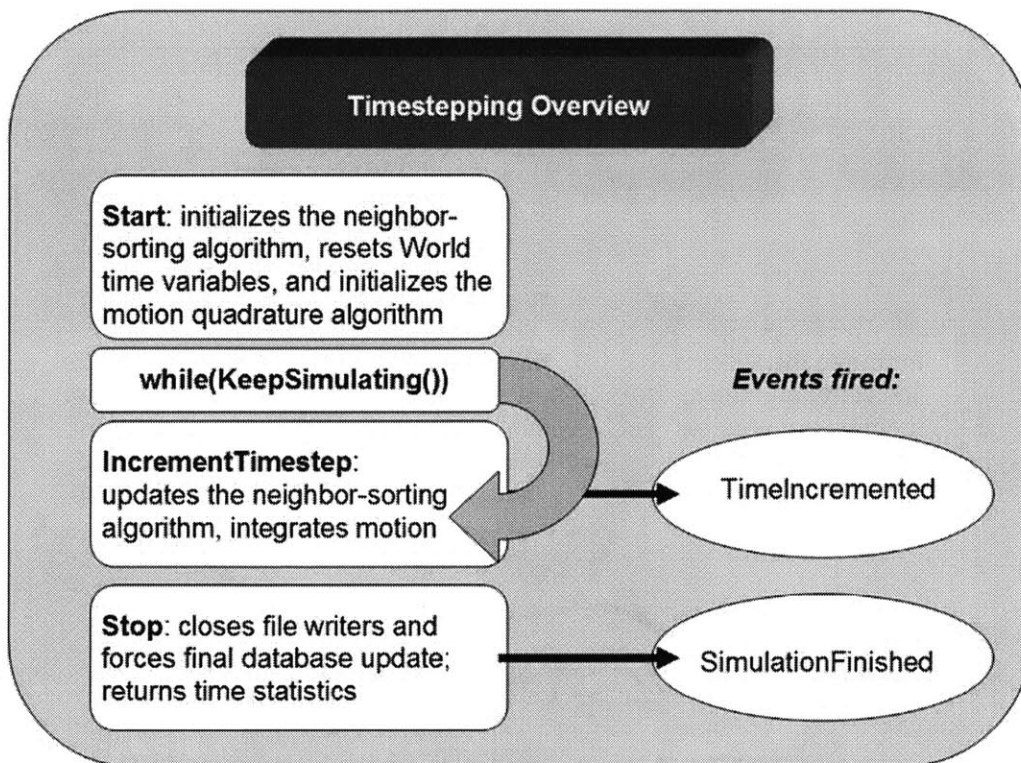 Timestepping Overview
Start: initializes the neighbor-
sorting algorithm, resets World
time variables, and initializes the
motion quadrature algorithm
while(KeepSimulating())
Events fired:
IncrementTimestep:
updates the neighbor-sorting
algorithm, integrates motion
TimeIncremented
Stop: closes file writers and
forces final database update;
returns time statistics
SimulationFinished